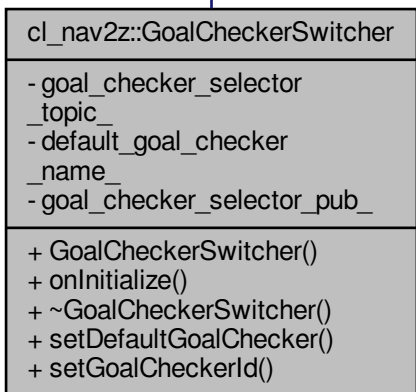 cl_nav2z::GoalCheckerSwitcher
- goal_checker_selector
_topic_
- default_goal_checker
_name_
- goal_checker_selector_pub_
+ GoalCheckerSwitcher()
+ onInitialize()
+ ~GoalCheckerSwitcher()
+ setDefaultGoalChecker()
+ setGoalCheckerId()